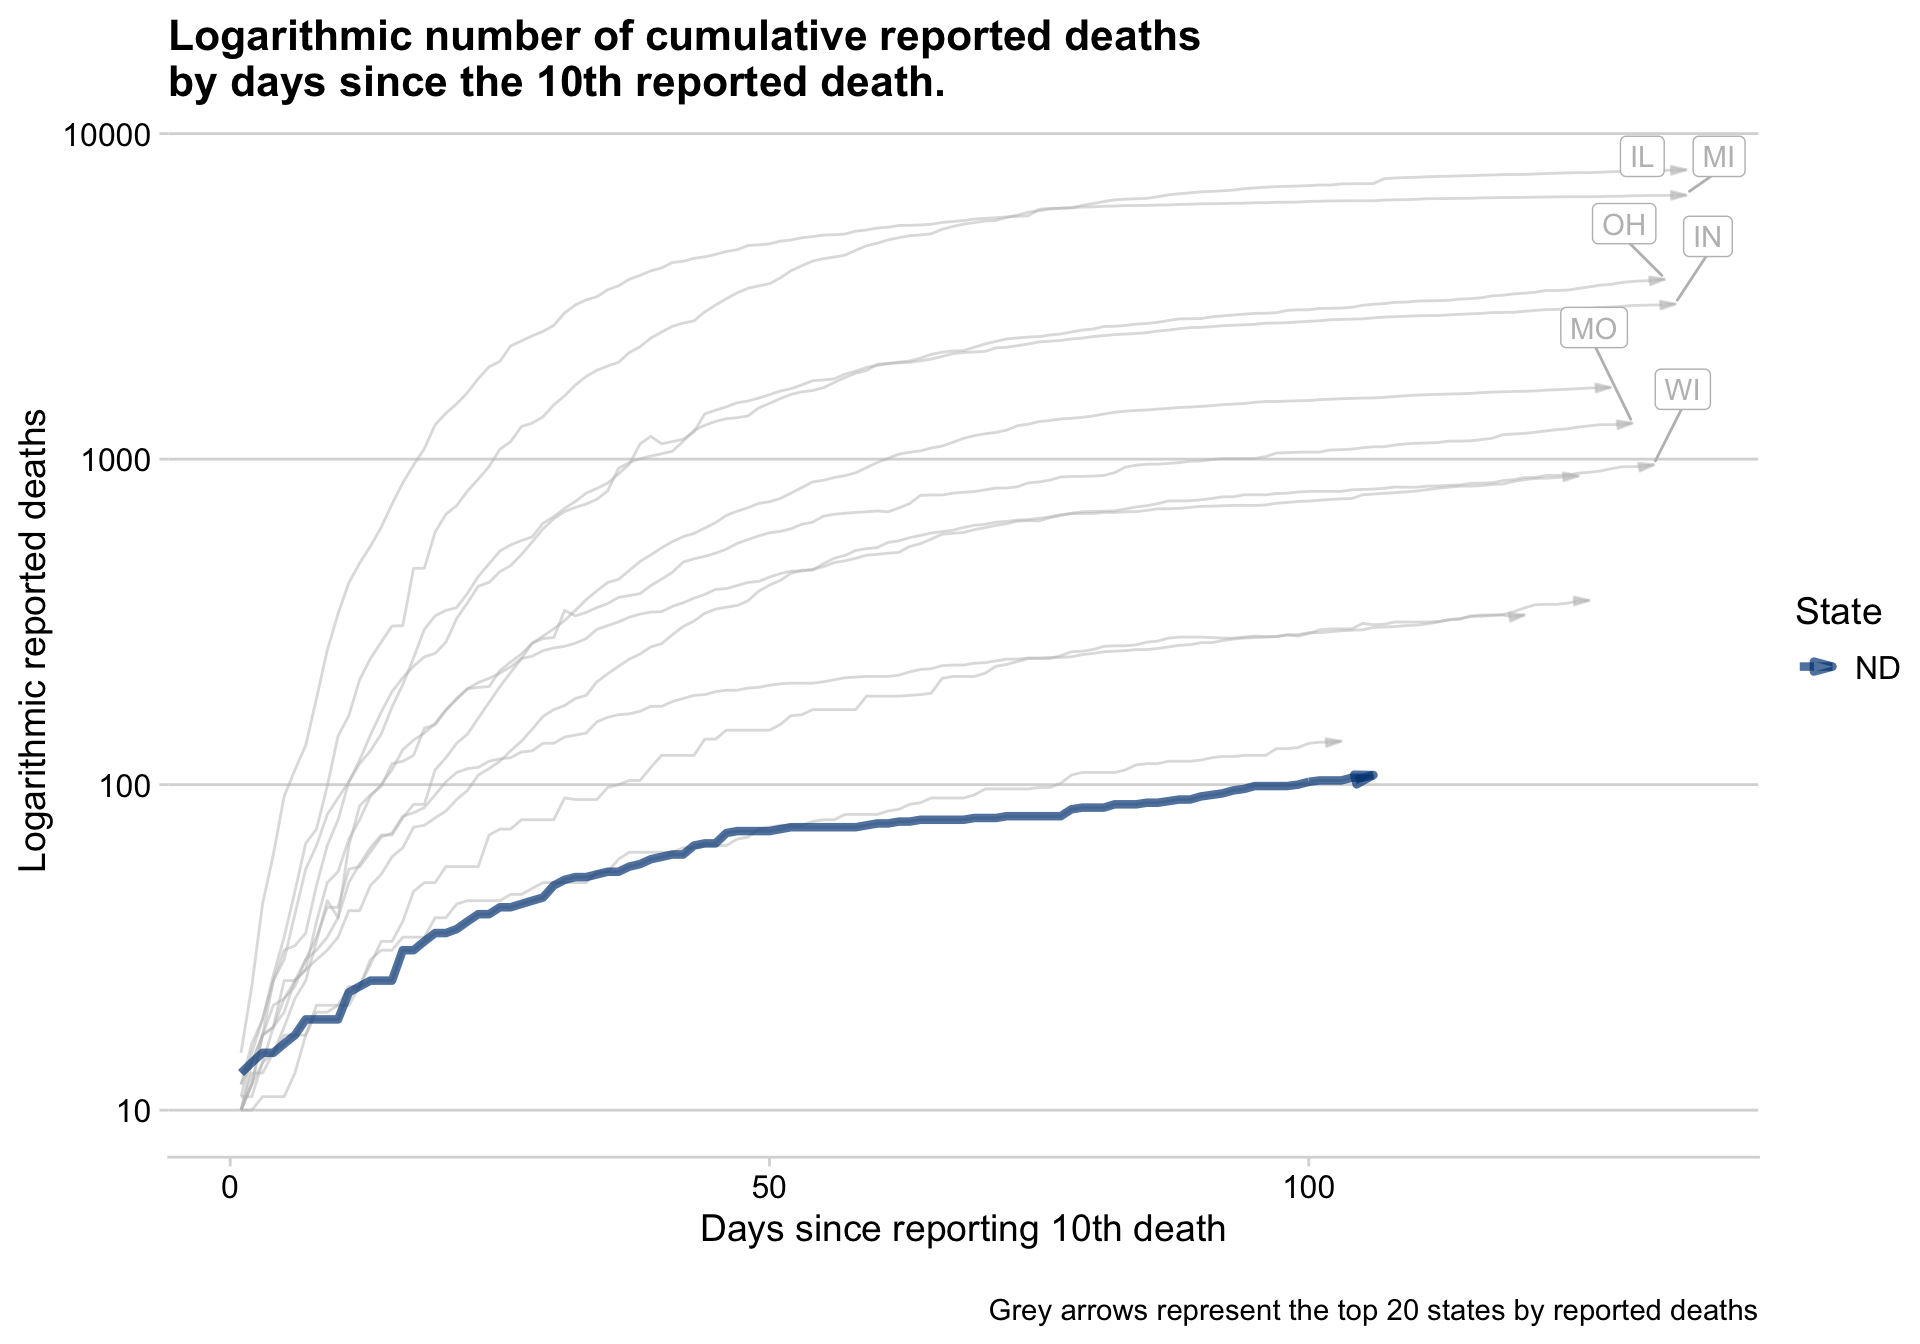 Logarithmic number of cumulative reported deaths
by days since the 10th reported death.
10000
1000
100
10
Logarithmic reported deaths
IL
MI
OH
IN
MO
WI
State
ND
0
50
100
Days since reporting 10th death
Grey arrows represent the top 20 states by reported deaths